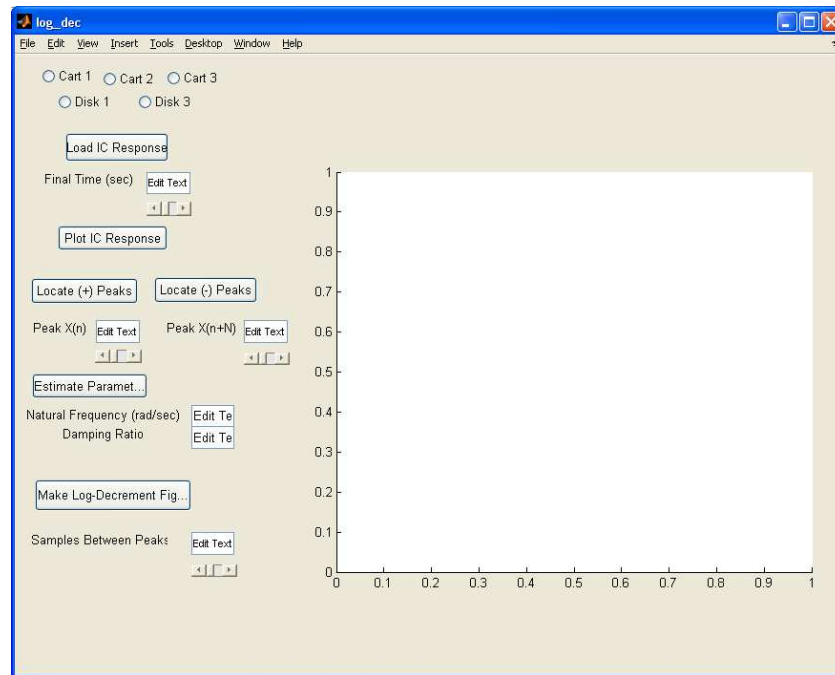 log_dec
File Edit View Insert Tools Desktop Window Help
Cart 1 Cart 2 Cart 3
Disk 1 Disk 3
Load IC Response
Final Time (sec) Edit Text
Plot IC Response
Locate (+) Peaks Locate (-) Peaks
Peak X(n) Edit Text Peak X(n+N) Edit Text
Estimate Paramet...
Natural Frequency (rad/sec) Edit Te
Damping Ratio Edit Te
Make Log-Decrement Fig...
Samples Between Peaks Edit Text
1
0.9
0.8
0.7
0.6
0.5
0.4
0.3
0.2
0.1
0
0 0.1 0.2 0.3 0.4 0.5 0.6 0.7 0.8 0.9 1